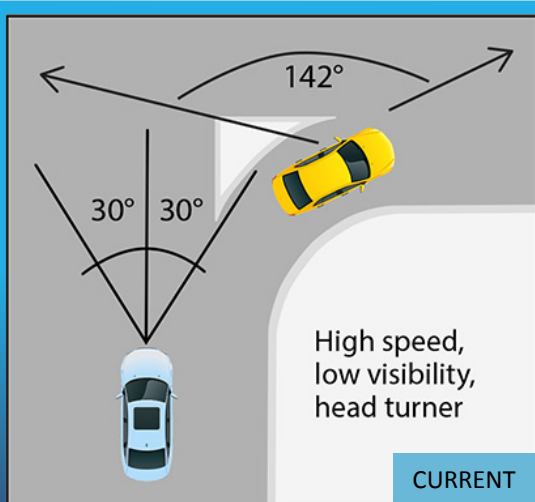 142°
30° 30°
High speed,
low visibility,
head turner
CURRENT